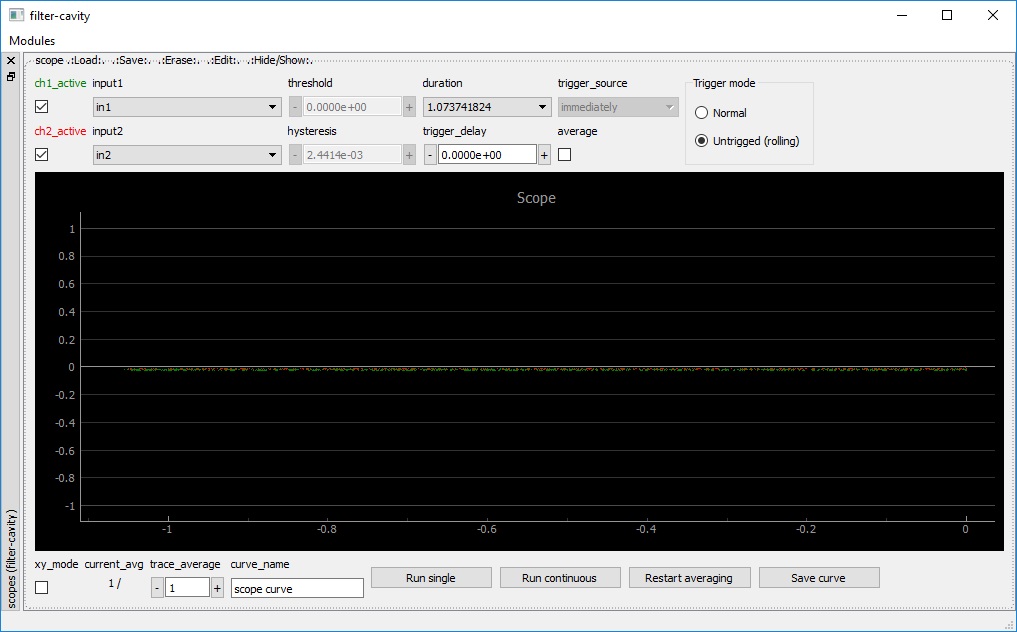 filter-cavity
Modules
scope .:Load:. .:Save:. .:Erase:. .:Edit:. .:Hide/Show:.
ch1_active input1 threshold duration trigger_source Trigger mode
in1 - 0.0000e+00 + 1.073741824 immediately Normal
ch2_active input2 hysteresis trigger_delay average
in2 - 2.4414e-03 + - 0.0000e+00 + Untrigged (rolling)
Scope
1
0.8
0.6
0.4
0.2
0
-0.2
-0.4
-0.6
-0.8
-1
-1 -0.8 -0.6 -0.4 -0.2 0
xy_mode current_avg trace_average curve_name
1 / - 1 + scope curve Run single Run continuous Restart averaging Save curve
scopes (filter-cavity)